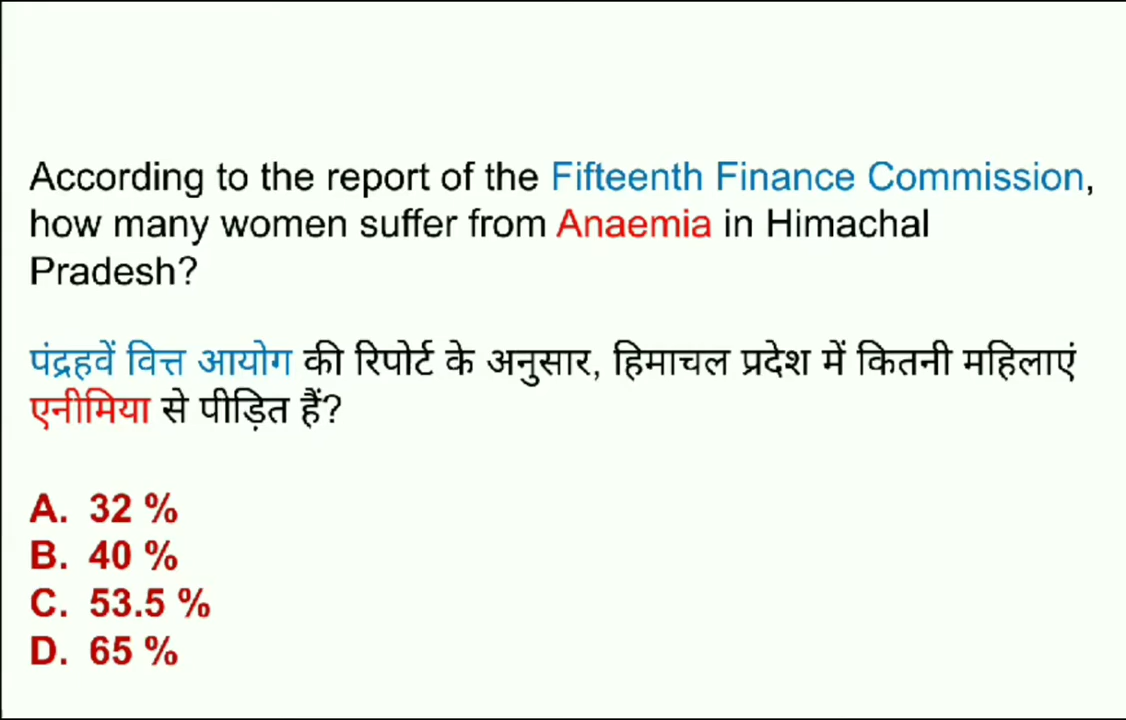 According to the report of the Fifteenth Finance Commission,
how many women suffer from Anaemia in Himachal
Pradesh?
पंद्रहवें वित्त आयोग की रिपोर्ट के अनुसार, हिमाचल प्रदेश में कितनी महिलाएं
एनीमिया से पीड़ित हैं?
A. 32 %
B. 40 %
C. 53.5 %
D. 65 %